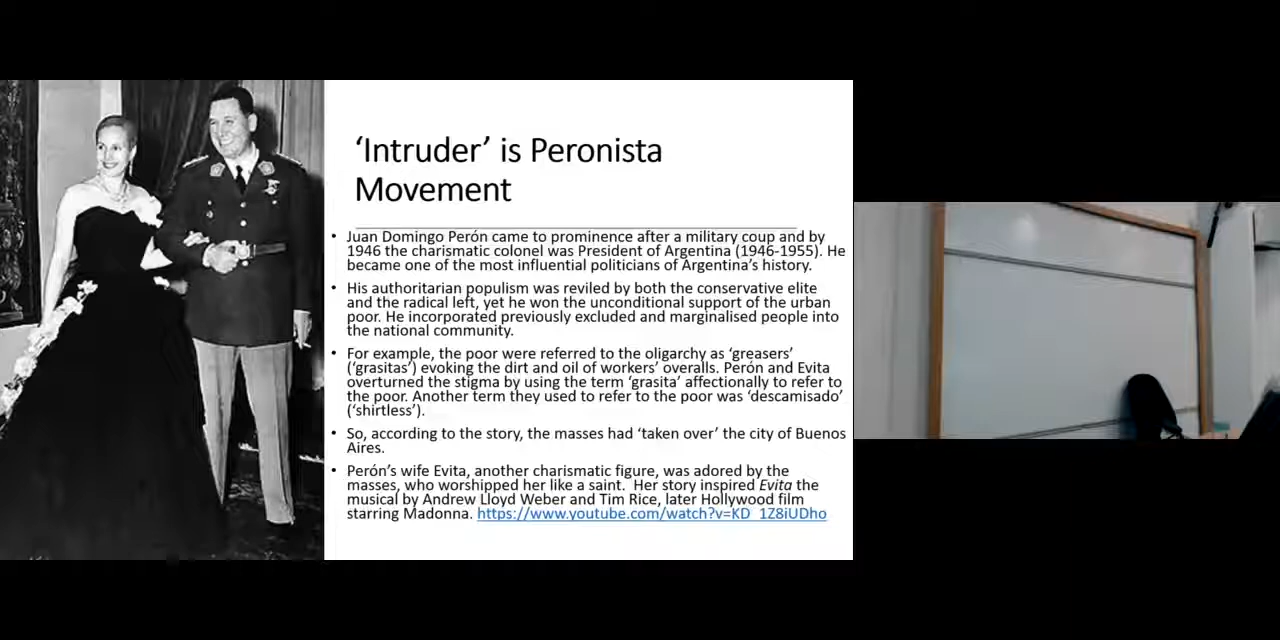 ‘Intruder’ is Peronista
Movement
• Juan Domingo Perón came to prominence after a military coup and by
1946 the charismatic colonel was President of Argentina (1946-1955). He
became one of the most influential politicians of Argentina’s history.
• His authoritarian populism was reviled by both the conservative elite
and the radical left, yet he won the unconditional support of the urban
poor. He incorporated previously excluded and marginalised people into
the national community.
• For example, the poor were referred to the oligarchy as ‘greasers’
(‘grasitas’) evoking the dirt and oil of workers’ overalls. Perón and Evita
overturned the stigma by using the term ‘grasita’ affectionally to refer to
the poor. Another term they used to refer to the poor was ‘descamisado’
(‘shirtless’).
• So, according to the story, the masses had ‘taken over’ the city of Buenos
Aires.
• Perón’s wife Evita, another charismatic figure, was adored by the
masses, who worshipped her like a saint.  Her story inspired Evita the
musical by Andrew Lloyd Weber and Tim Rice, later Hollywood film
starring Madonna. https://www.youtube.com/watch?v=KD_1Z8iUDho